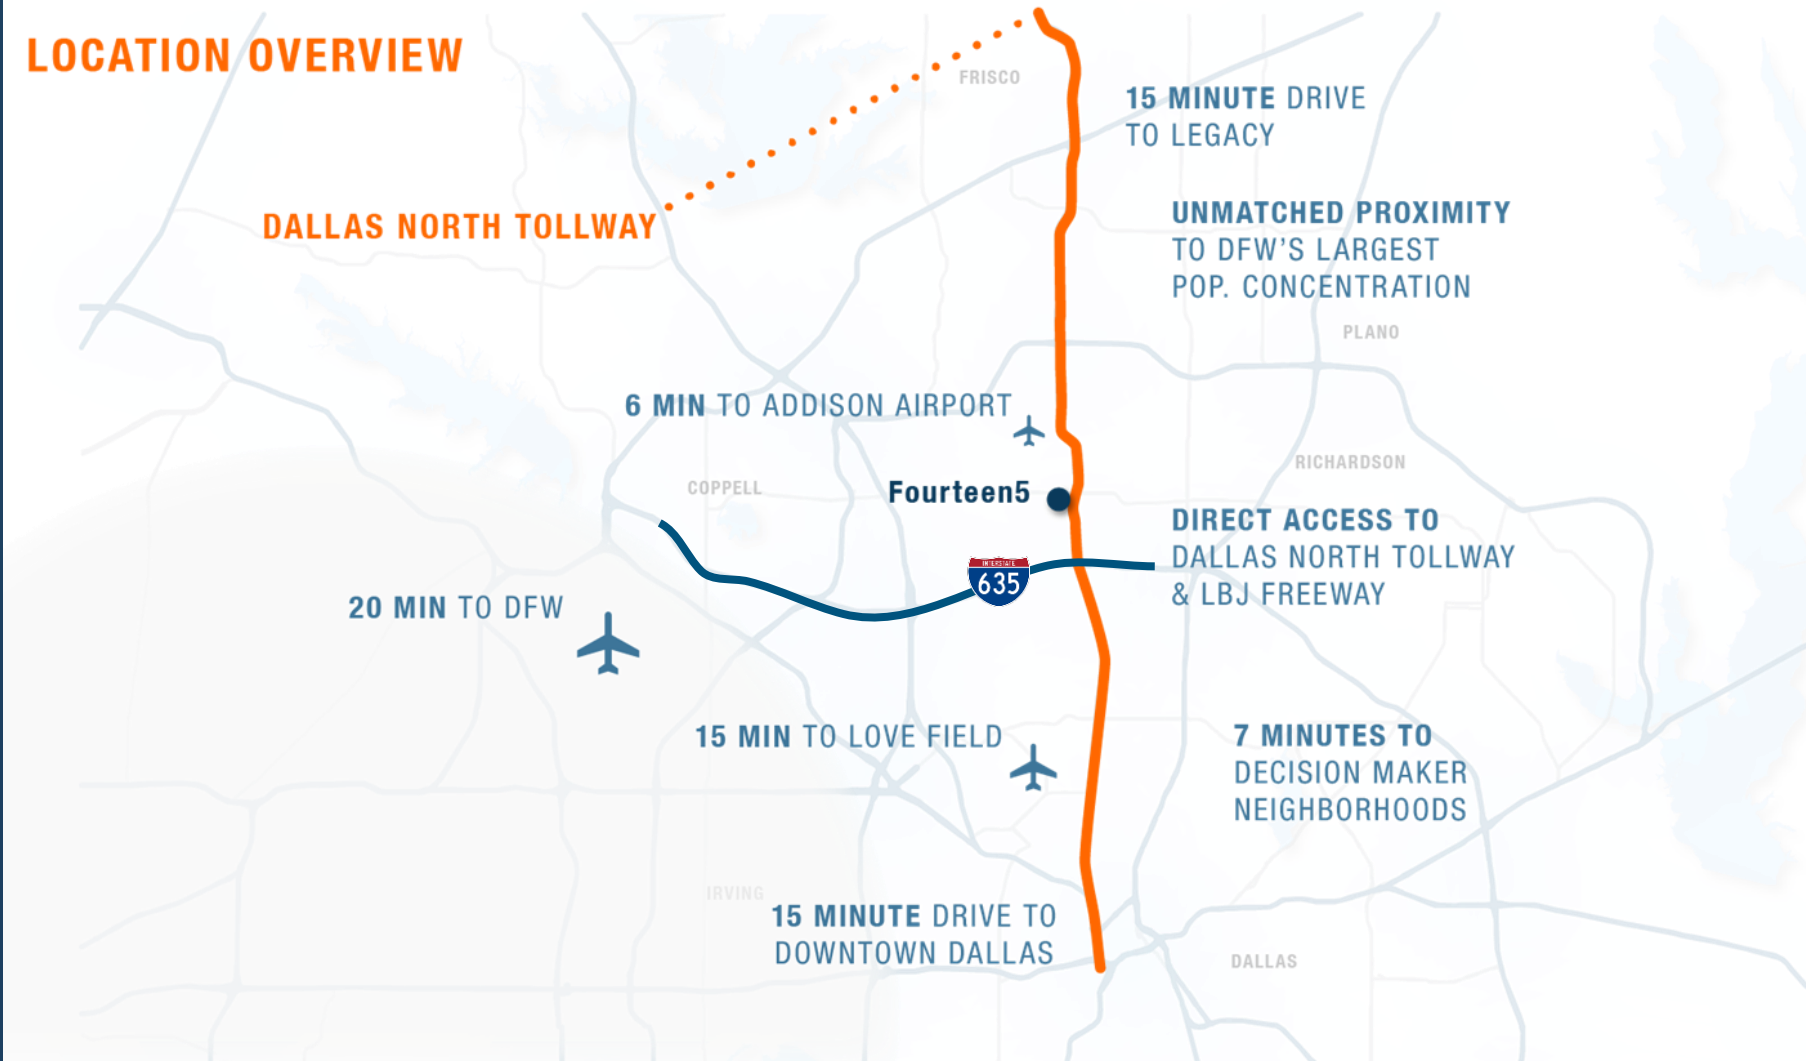 LOCATION OVERVIEW
FRISCO
15 MINUTE DRIVE
TO LEGACY
DALLAS NORTH TOLLWAY
UNMATCHED PROXIMITY
TO DFW'S LARGEST
POP. CONCENTRATION
PLANO
6 MIN TO ADDISON AIRPORT
RICHARDSON
COPPELL
Fourteen5
DIRECT ACCESS TO
DALLAS NORTH TOLLWAY
& LBJ FREEWAY
INTERSTATE
635
20 MIN TO DFW
15 MIN TO LOVE FIELD
7 MINUTES TO
DECISION MAKER
NEIGHBORHOODS
IRVING
15 MINUTE DRIVE TO
DOWNTOWN DALLAS
DALLAS